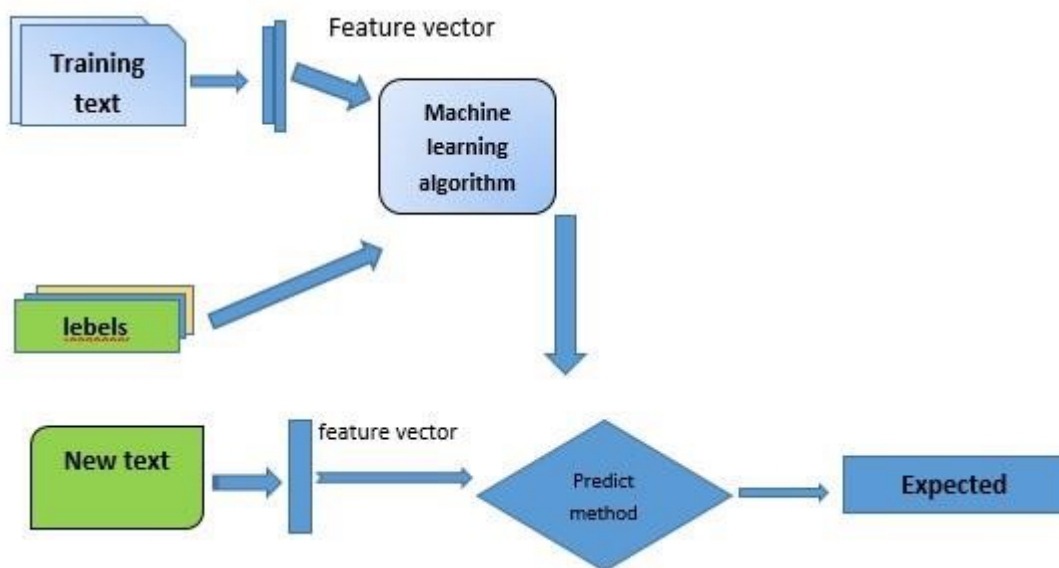 Feature vector
Training
text
Machine
learning
algorithm
lebels
feature vector
New text
Predict
method
Expected